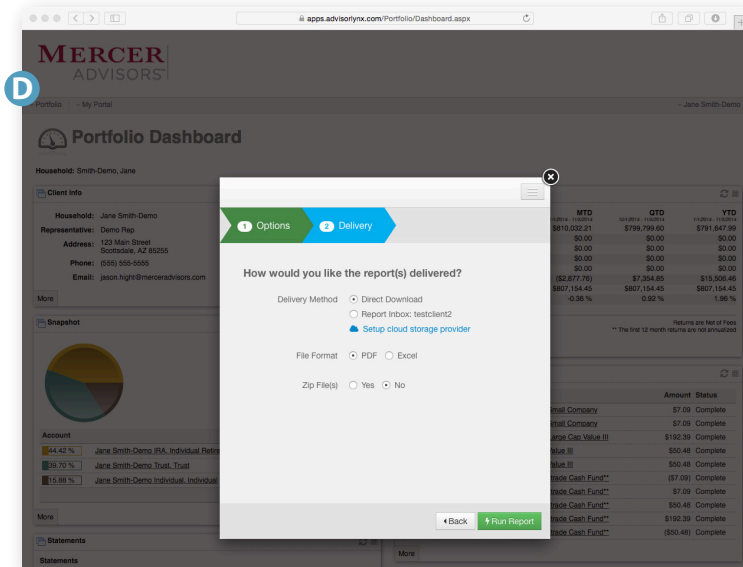 apps.advisorlynx.com/Portfolio/Dashboard.aspx
MERCER
ADVISORS
D
~ Portfolio ~ My Portal ~ Jane Smith-Demo
Portfolio Dashboard
Household: Smith-Demo, Jane
Client Info
Household: Jane Smith-Demo
Representative: Demo Rep
Address: 123 Main Street
Scottsdale, AZ 85255
Phone: (555) 555-5555
Email: jason.hight@merceradvisors.com
More
Snapshot
Account
44.42 % Jane Smith-Demo IRA, Individual Retire
39.70 % Jane Smith-Demo Trust, Trust
15.88 % Jane Smith-Demo Individual, Individual
More
Statements
Statements
1 Options 2 Delivery
How would you like the report(s) delivered?
Delivery Method Direct Download
Report Inbox: testclient2
Setup cloud storage provider
File Format PDF Excel
Zip File(s) Yes No
Back Run Report
MTD QTD YTD
$810,032.21 $799,799.60 $791,647.99
$0.00 $0.00 $0.00
$0.00 $0.00 $0.00
$0.00 $0.00 $0.00
$0.00 $0.00 $0.00
($2,877.76) $7,354.85 $15,506.46
$807,154.45 $807,154.45 $807,154.45
-0.36 % 0.92 % 1.96 %
Returns are Net of Fees
** The first 12 month returns are not annualized
Amount Status
Small Company $7.09 Complete
Small Company $7.09 Complete
Large Cap Value III $192.39 Complete
Value III $50.48 Complete
Value III $50.48 Complete
trade Cash Fund** ($7.09) Complete
trade Cash Fund** $7.09 Complete
trade Cash Fund** $50.48 Complete
trade Cash Fund** $192.39 Complete
trade Cash Fund** ($50.48) Complete
More